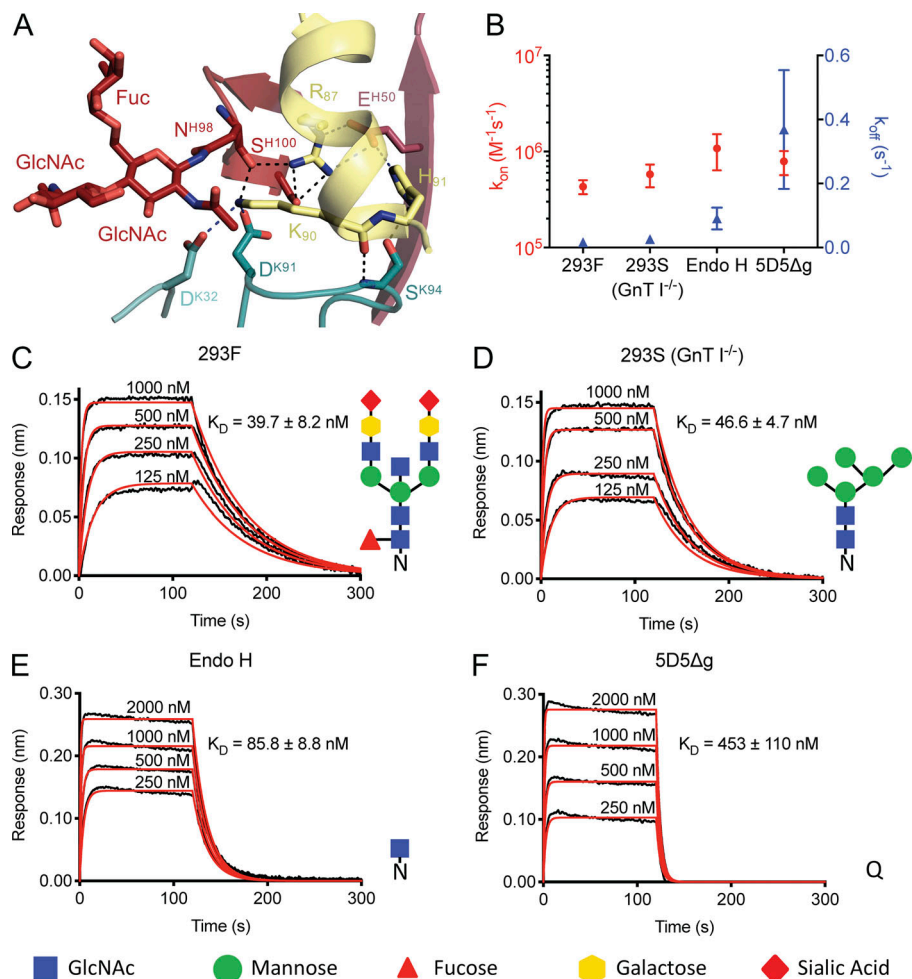 A
Fuc
GlcNAc
GlcNAc
N^H98
S^H100
R87
E^H50
H91
K90
D^K91
D^K32
S^K94
B
k_on (M⁻¹s⁻¹)
10⁷
10⁶
10⁵
0.6
0.4
0.2
0.0
k_off (s⁻¹)
293F
293S
(GnT I⁻/⁻)
Endo H
5D5Δg
C
293F
Response (nm)
0.15
0.10
0.05
0.00
1000 nM
500 nM
250 nM
125 nM
K_D = 39.7 ± 8.2 nM
N
0 100 200 300
Time (s)
D
293S (GnT I⁻/⁻)
Response (nm)
0.15
0.10
0.05
0.00
1000 nM
500 nM
250 nM
125 nM
K_D = 46.6 ± 4.7 nM
N
0 100 200 300
Time (s)
E
Endo H
Response (nm)
0.30
0.20
0.10
0.00
2000 nM
1000 nM
500 nM
250 nM
K_D = 85.8 ± 8.8 nM
N
0 100 200 300
Time (s)
F
5D5Δg
Response (nm)
0.30
0.20
0.10
0.00
2000 nM
1000 nM
500 nM
250 nM
K_D = 453 ± 110 nM
Q
0 100 200 300
Time (s)
GlcNAc Mannose Fucose Galactose Sialic Acid